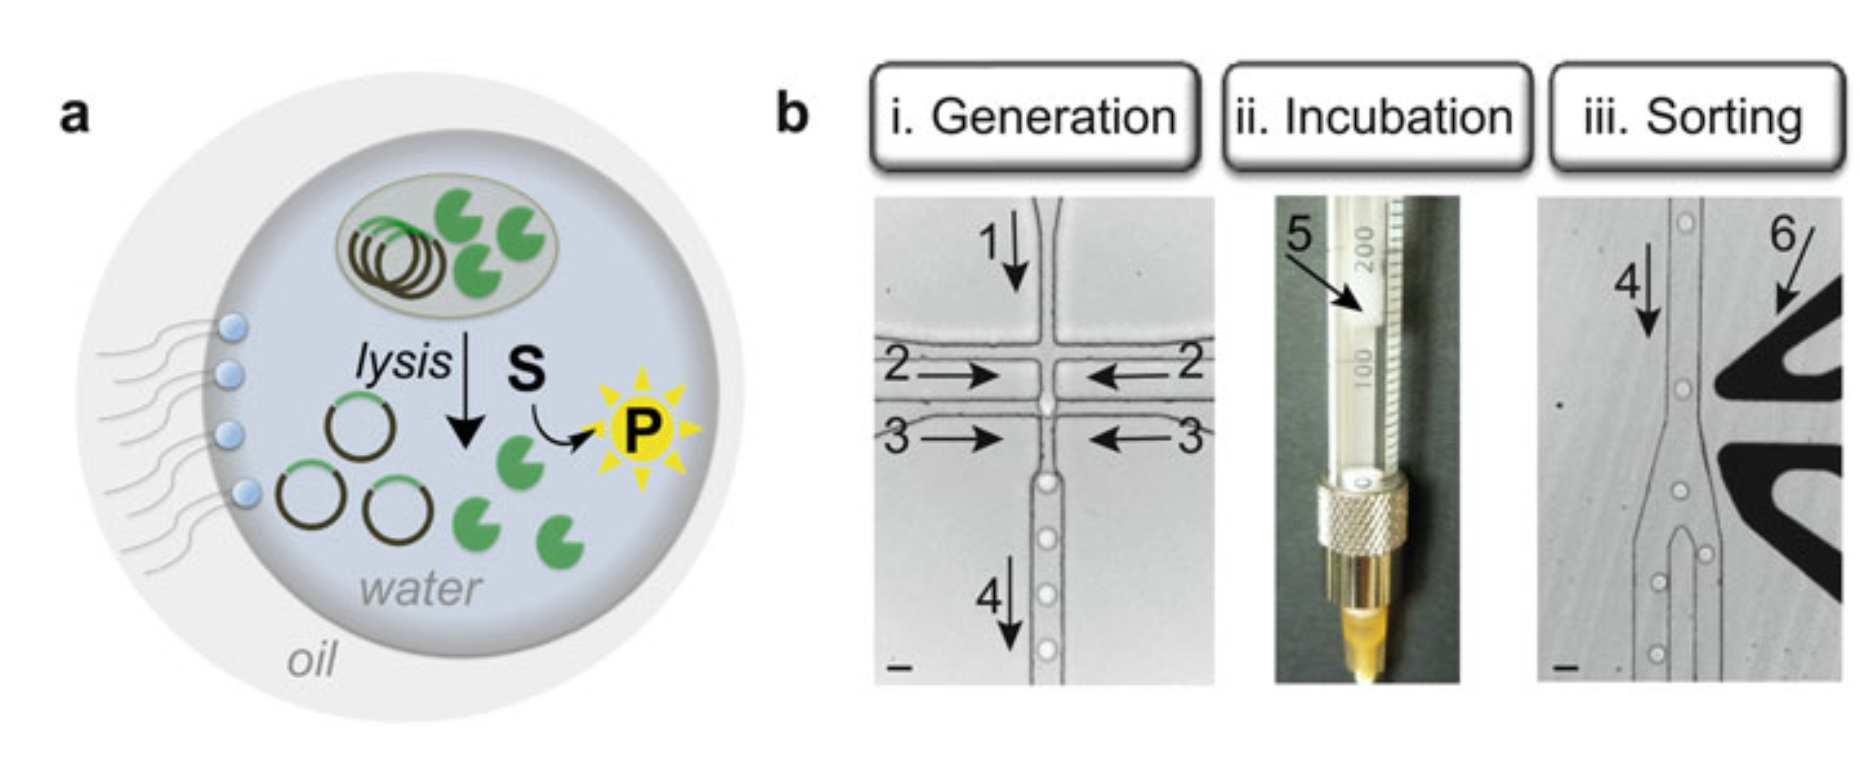 a
lysis
S
P
water
oil
b
i. Generation
ii. Incubation
iii. Sorting
1
2
2
3
3
4
5
200
100
0
4
6